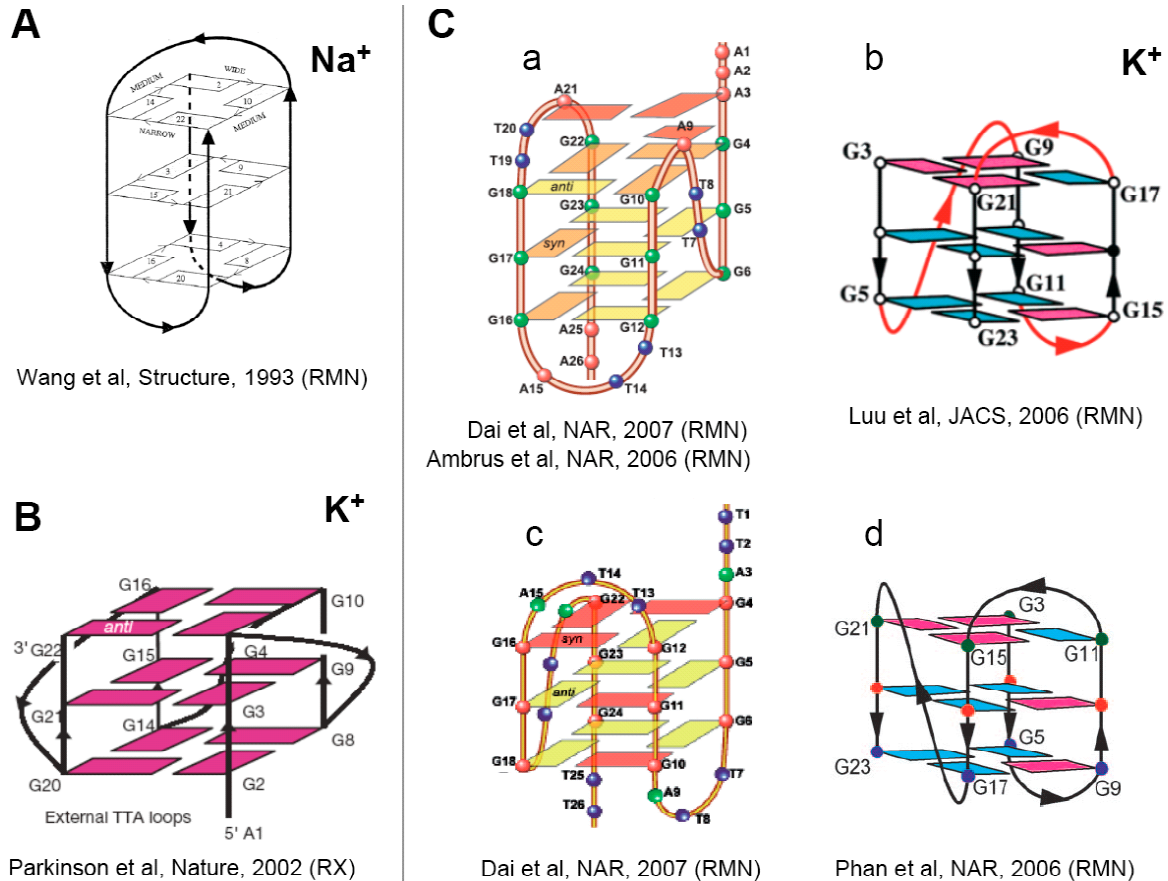 A
Na+
WIDE
MEDIUM
2
14
10
22
NARROW
MEDIUM
3
9
15
21
4
16
8
20
Wang et al, Structure, 1993 (RMN)
B
K+
G16
G10
anti
3' G22
G15
G4
G9
G21
G3
G14
G8
G20
G2
External TTA loops
5' A1
Parkinson et al, Nature, 2002 (RX)
C
a
A1
A2
A3
A21
A9
T20
G22
G4
T19
G18
anti
G10
T8
G23
G5
T7
G17
syn
G11
G24
G6
G16
G12
A25
T13
A26
A15
T14
Dai et al, NAR, 2007 (RMN)
Ambrus et al, NAR, 2006 (RMN)
b
K+
G3
G9
G21
G17
G5
G11
G15
G23
Luu et al, JACS, 2006 (RMN)
c
T1
T2
A3
T14
A15
G22
T13
G4
G16
syn
G12
G23
G5
G17
anti
G11
G24
G6
G18
G10
T25
T7
A9
T26
T8
Dai et al, NAR, 2007 (RMN)
d
G3
G21
G15
G11
G5
G23
G17
G9
Phan et al, NAR, 2006 (RMN)